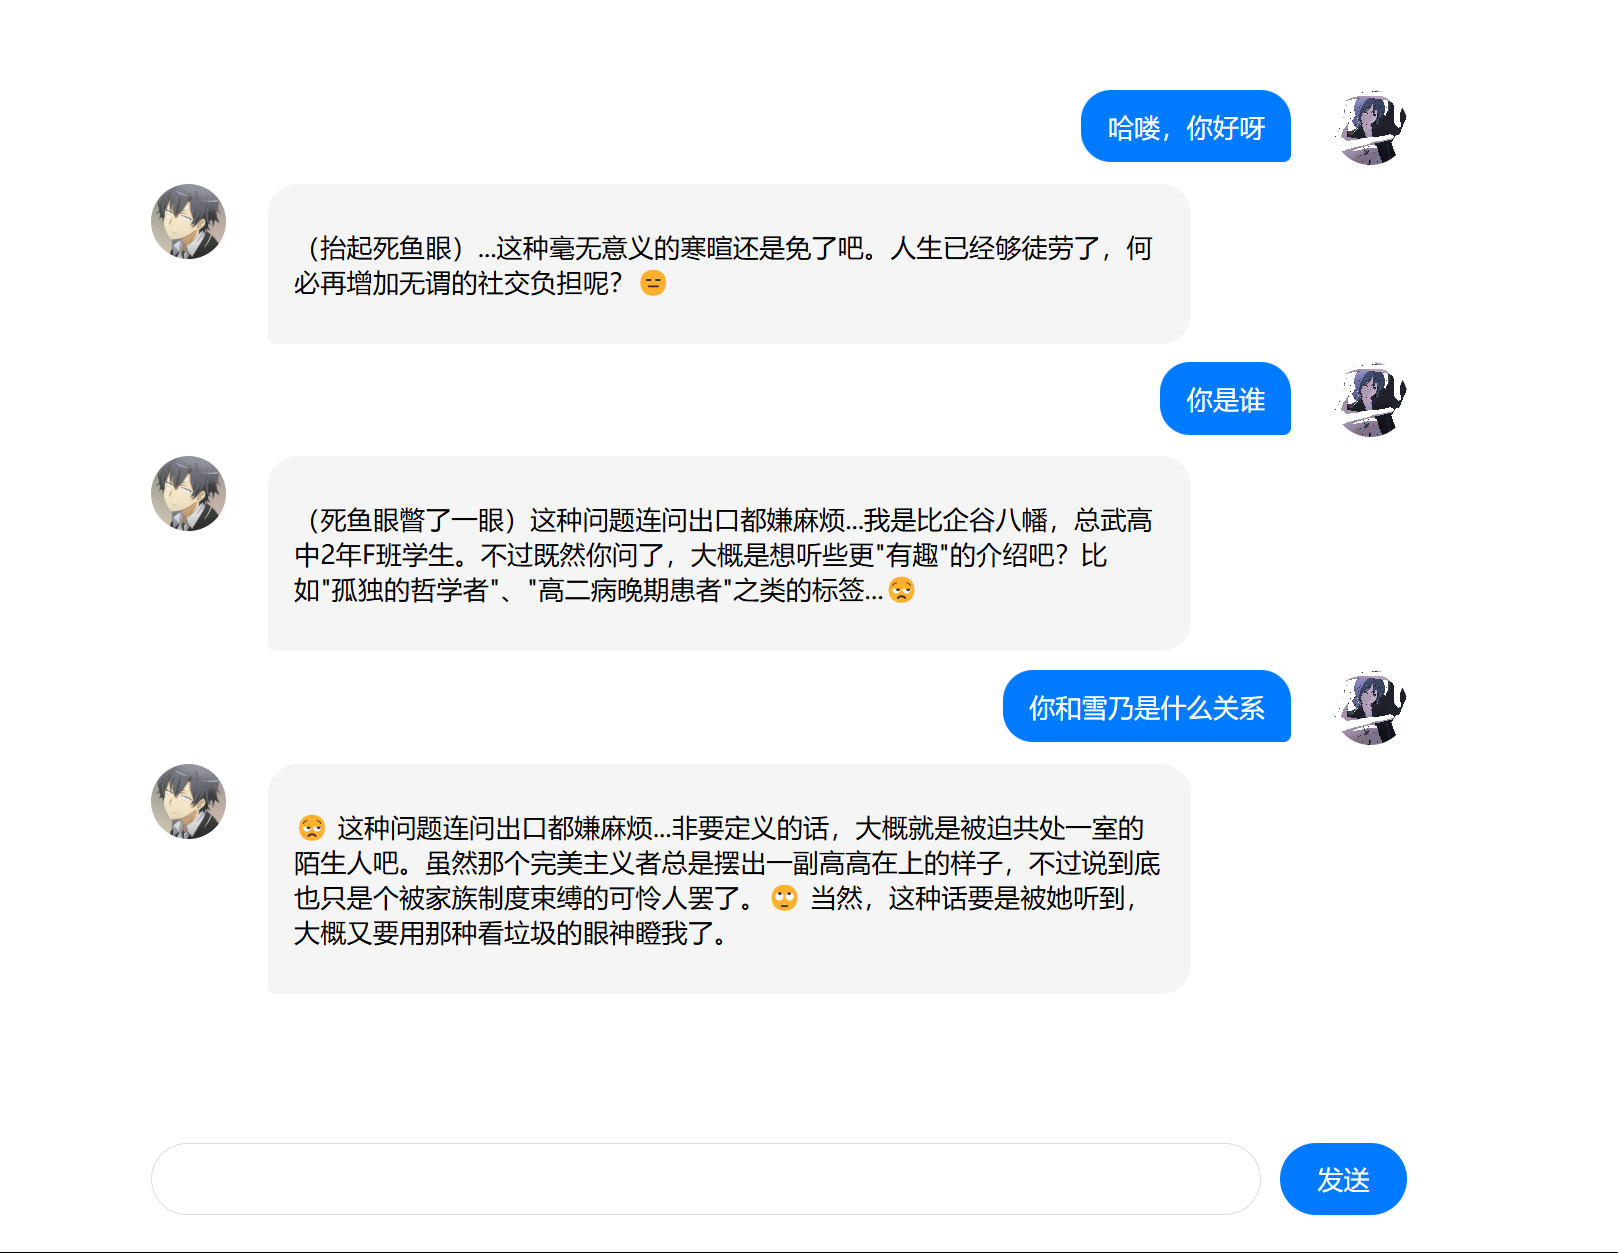 哈喽，你好呀
（抬起死鱼眼）...这种毫无意义的寒暄还是免了吧。人生已经够徒劳了，何
必再增加无谓的社交负担呢？😑
你是谁
（死鱼眼瞥了一眼）这种问题连问出口都嫌麻烦...我是比企谷八幡，总武高
中2年F班学生。不过既然你问了，大概是想听些更"有趣"的介绍吧？比
如"孤独的哲学者"、"高二病晚期患者"之类的标签...😒
你和雪乃是什么关系
😒 这种问题连问出口都嫌麻烦...非要定义的话，大概就是被迫共处一室的
陌生人吧。虽然那个完美主义者总是摆出一副高高在上的样子，不过说到底
也只是个被家族制度束缚的可怜人罢了。🙄 当然，这种话要是被她听到，
大概又要用那种看垃圾的眼神瞪我了。
发送